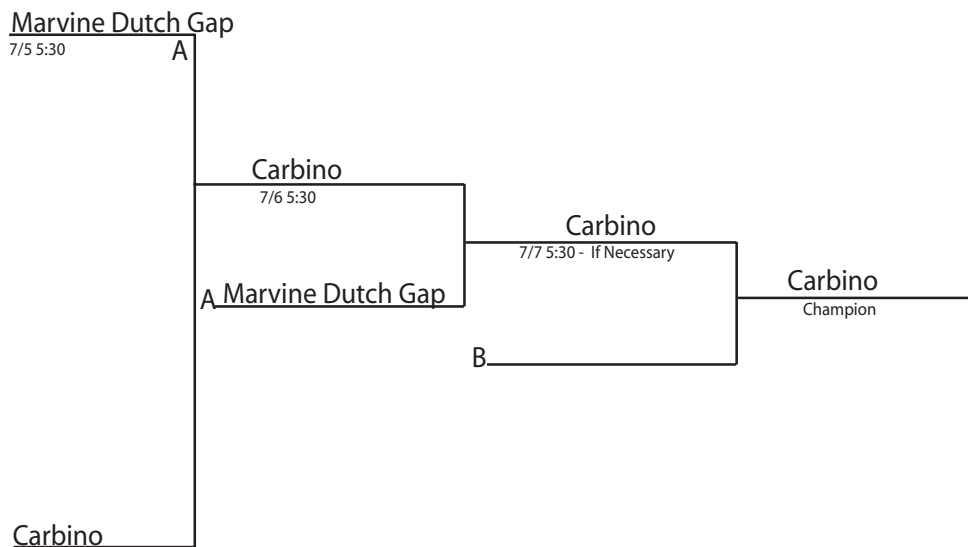 Marvine Dutch Gap
7/5 5:30
A
Carbino
7/6 5:30
Carbino
7/7 5:30 - If Necessary
Carbino
Champion
A Marvine Dutch Gap
B
Carbino